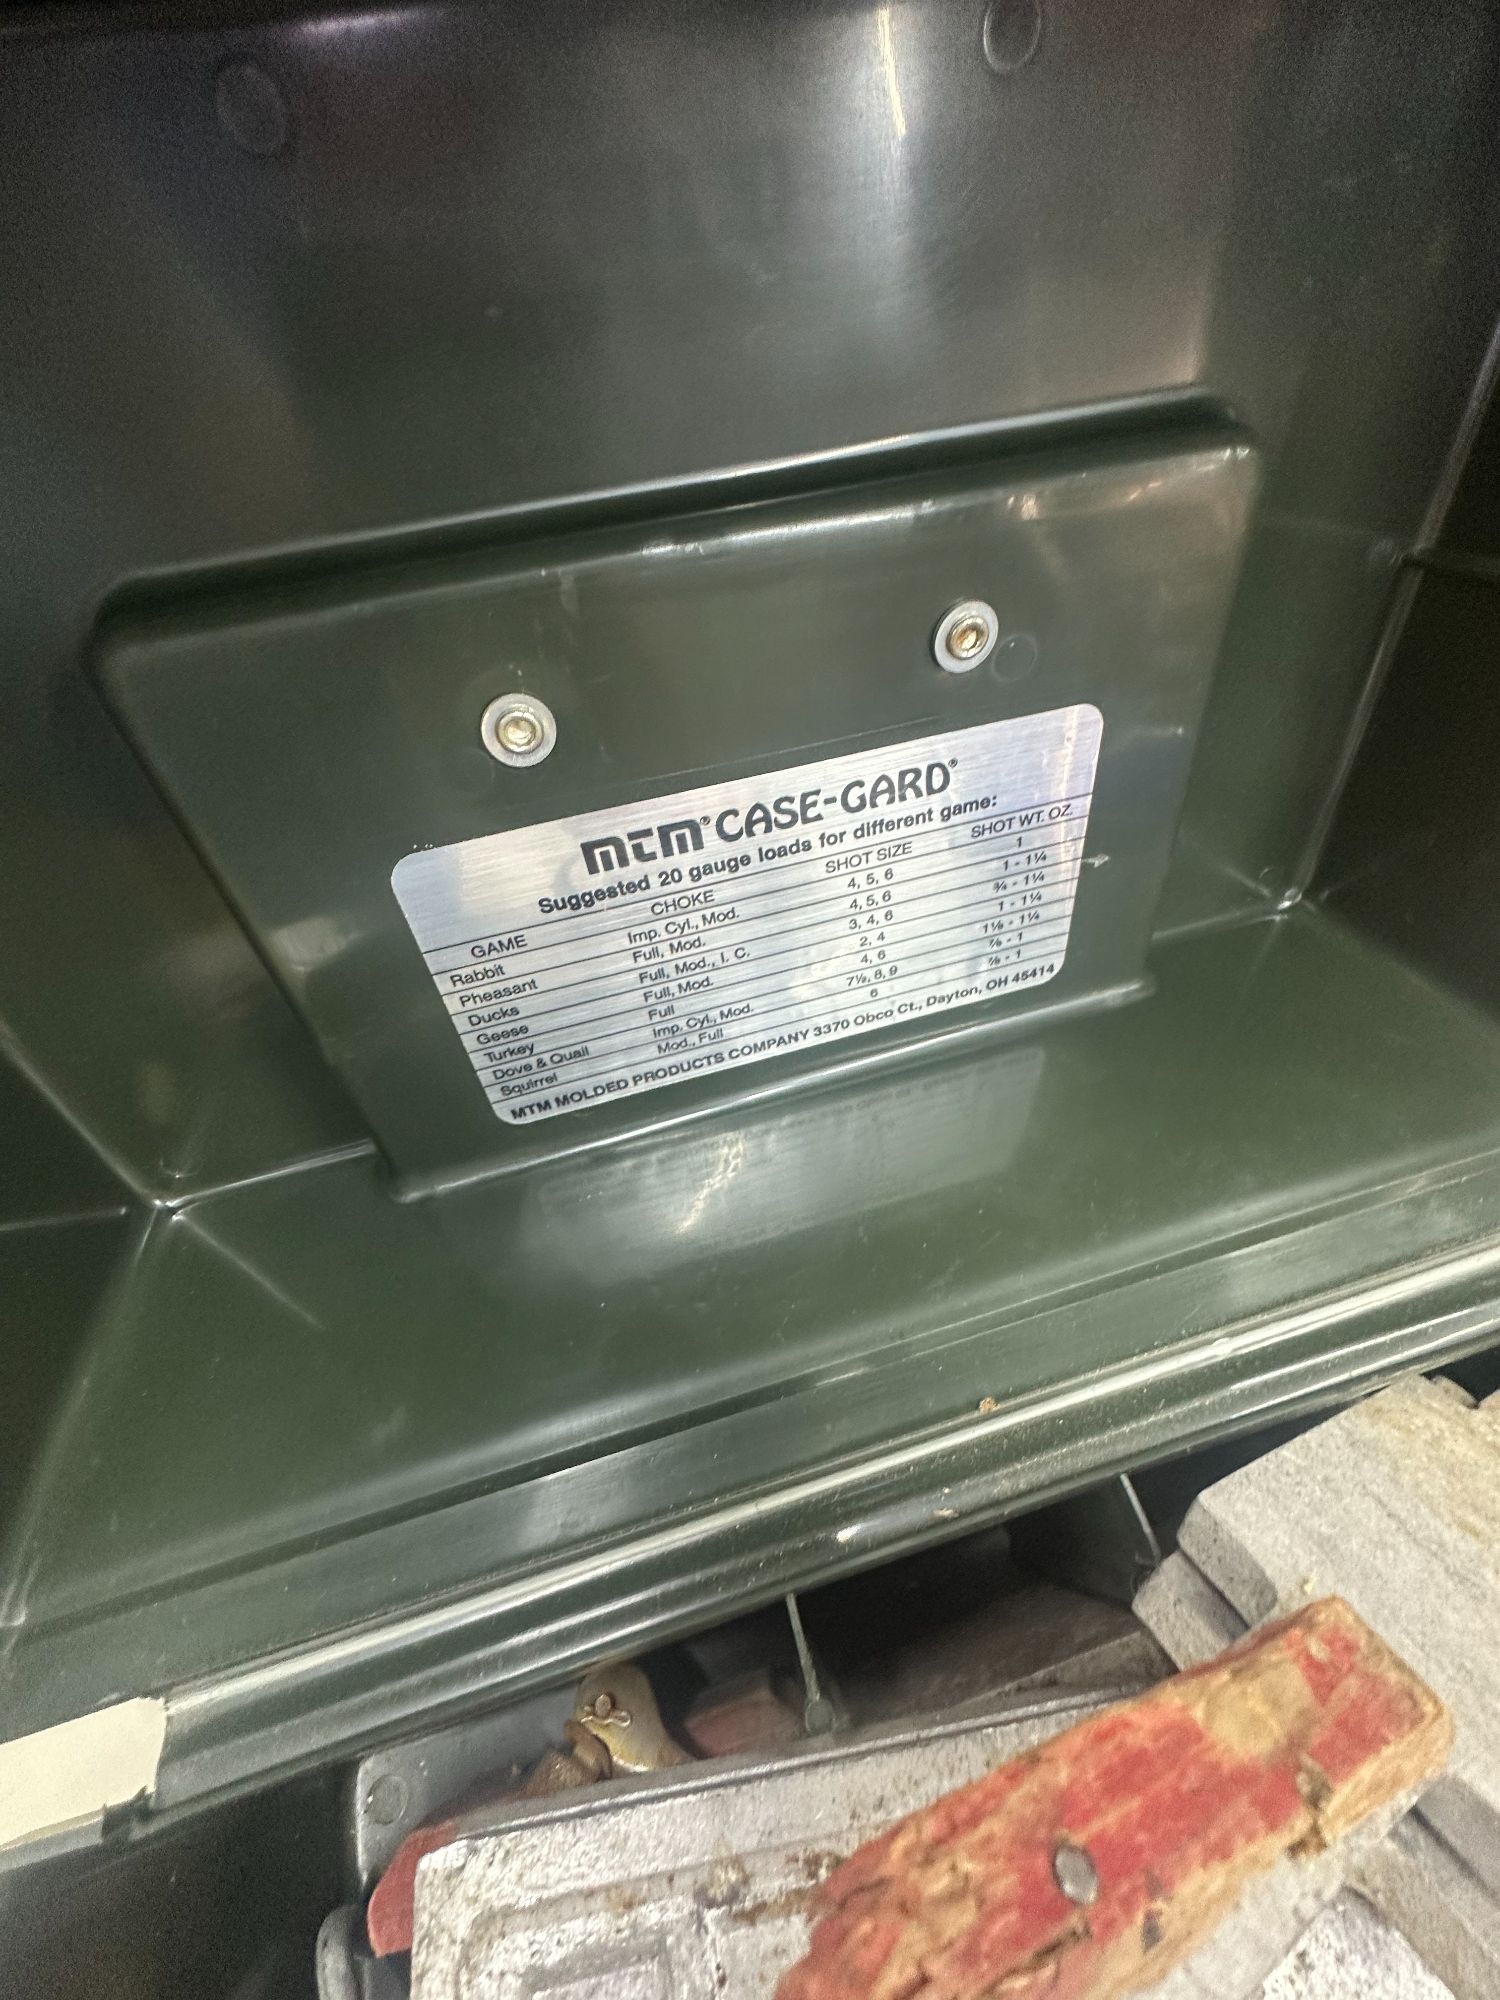 MTM® CASE-GARD®
Suggested 20 gauge loads for different game:
GAME CHOKE SHOT SIZE SHOT WT. OZ.
Rabbit Imp. Cyl., Mod. 4, 5, 6 1
Pheasant Full, Mod. 4, 5, 6 1 - 1¼
Ducks Full, Mod., I. C. 3, 4, 6 ¾ - 1¼
Geese Full, Mod. 2, 4 1 - 1¼
Turkey Full 4, 6 1⅛ - 1¼
Dove & Quail Imp. Cyl., Mod. 7½, 8, 9 ⅞ - 1
Squirrel Mod., Full 6 ⅞ - 1
MTM MOLDED PRODUCTS COMPANY 3370 Obco Ct., Dayton, OH 45414